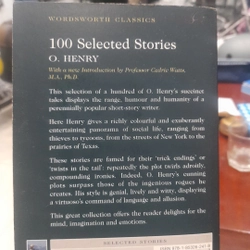 WORDSWORTH CLASSICS
100 Selected Stories
O. HENRY
With a new Introduction by Professor Cedric Watts,
M.A., Ph.D.
This selection of a hundred of O. Henry's succinct
tales displays the range, humour and humanity of a
perennially popular short-story writer.
Here Henry gives a richly colourful and exuberantly
entertaining panorama of social life, ranging from
thieves to tycoons, from the streets of New York to the
prairies of Texas.
These stories are famed for their 'trick endings' or
'twists in the tail': repeatedly the plot twirls adroitly,
compounding ironies. Indeed, O. Henry's cunning
plots surpass those of the ingenious rogues he
creates. His style is genial, lively and witty, displaying
a virtuoso's command of language and allusion.
This great collection offers the reader delights for the
mind, imagination and emotions.
SELECTED STORIES